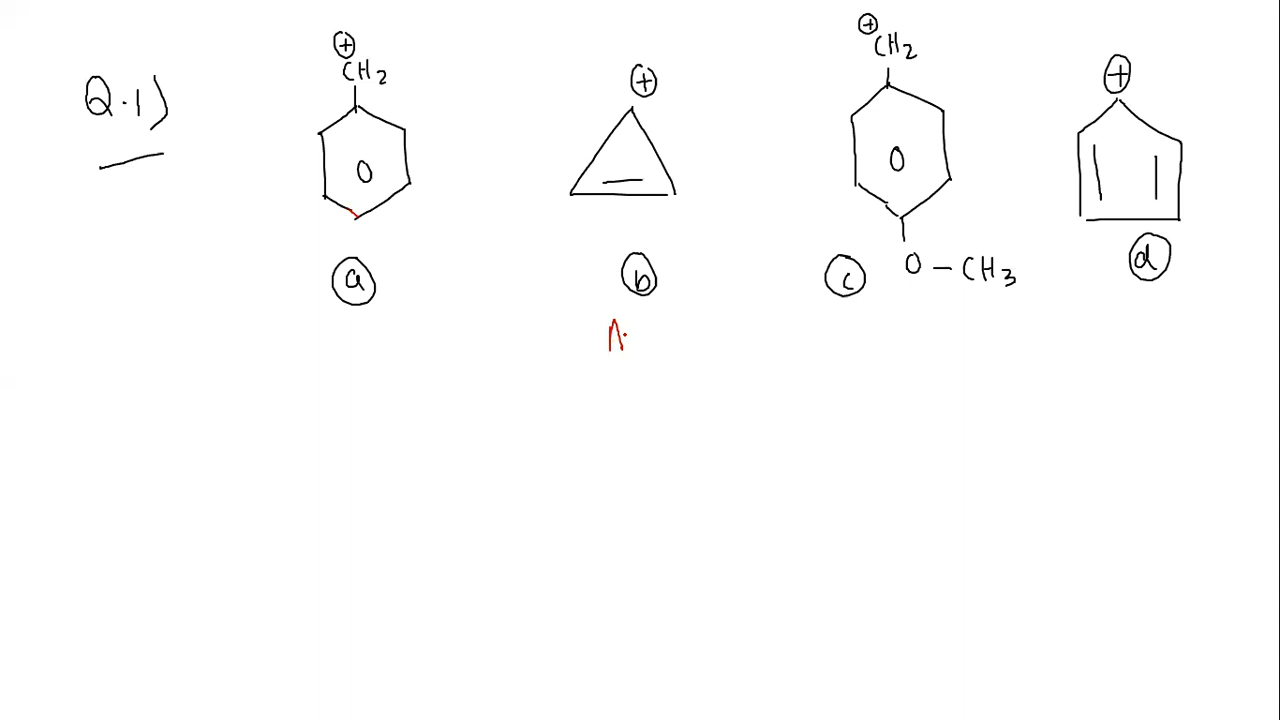 Q.1)
⊕CH2
⊕
⊕CH2
⊕
O
O
O-CH3
a
b
c
d
A.